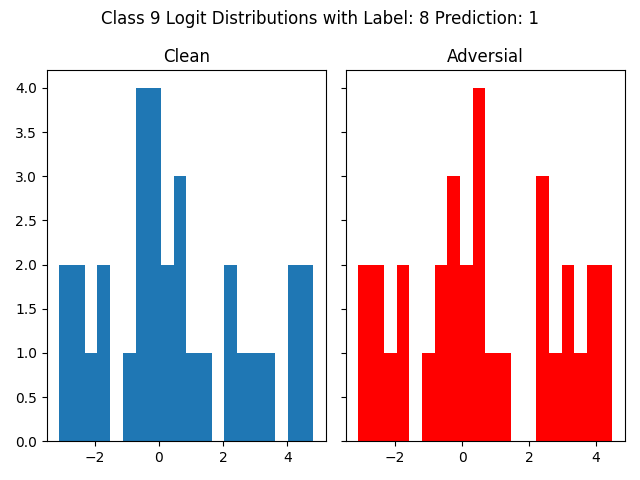 Class 9 Logit Distributions with Label: 8 Prediction: 1
Clean
Adversial
4.0
3.5
3.0
2.5
2.0
1.5
1.0
0.5
0.0
−2 0 2 4
−2 0 2 4